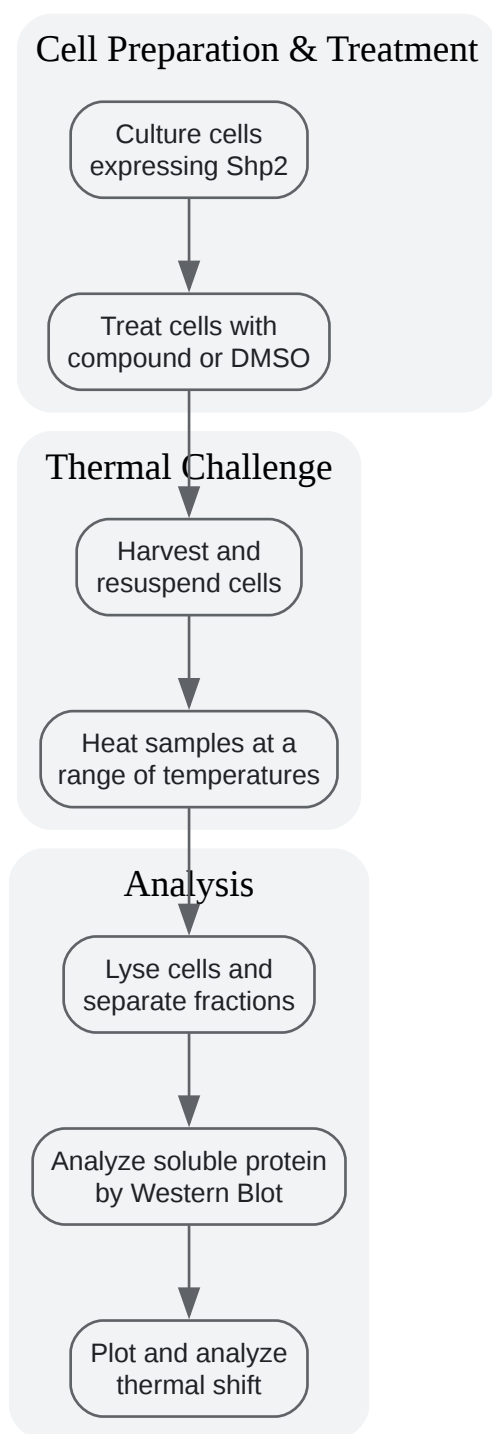 Cell Preparation & Treatment
Culture cells
expressing Shp2
Treat cells with
compound or DMSO
Thermal Challenge
Harvest and
resuspend cells
Heat samples at a
range of temperatures
Analysis
Lyse cells and
separate fractions
Analyze soluble protein
by Western Blot
Plot and analyze
thermal shift